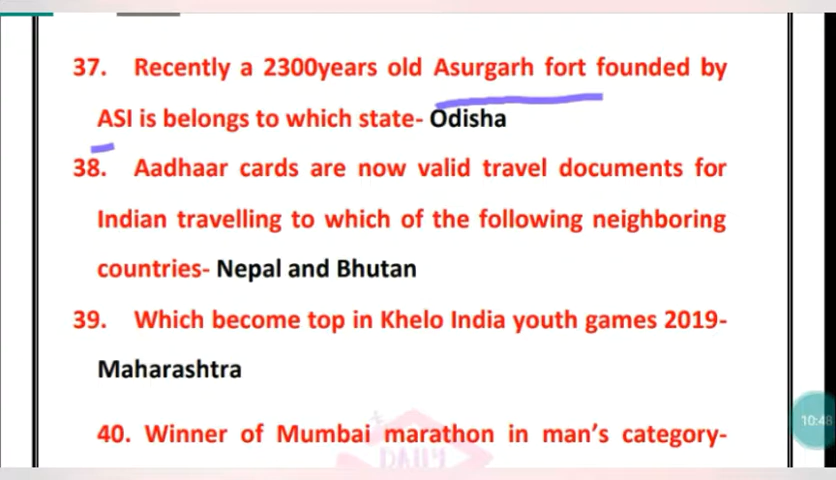 37. Recently a 2300years old Asurgarh fort founded by
ASI is belongs to which state- Odisha
38. Aadhaar cards are now valid travel documents for
Indian travelling to which of the following neighboring
countries- Nepal and Bhutan
39. Which become top in Khelo India youth games 2019-
Maharashtra
10:48
40. Winner of Mumbai marathon in man's category-
DAILY